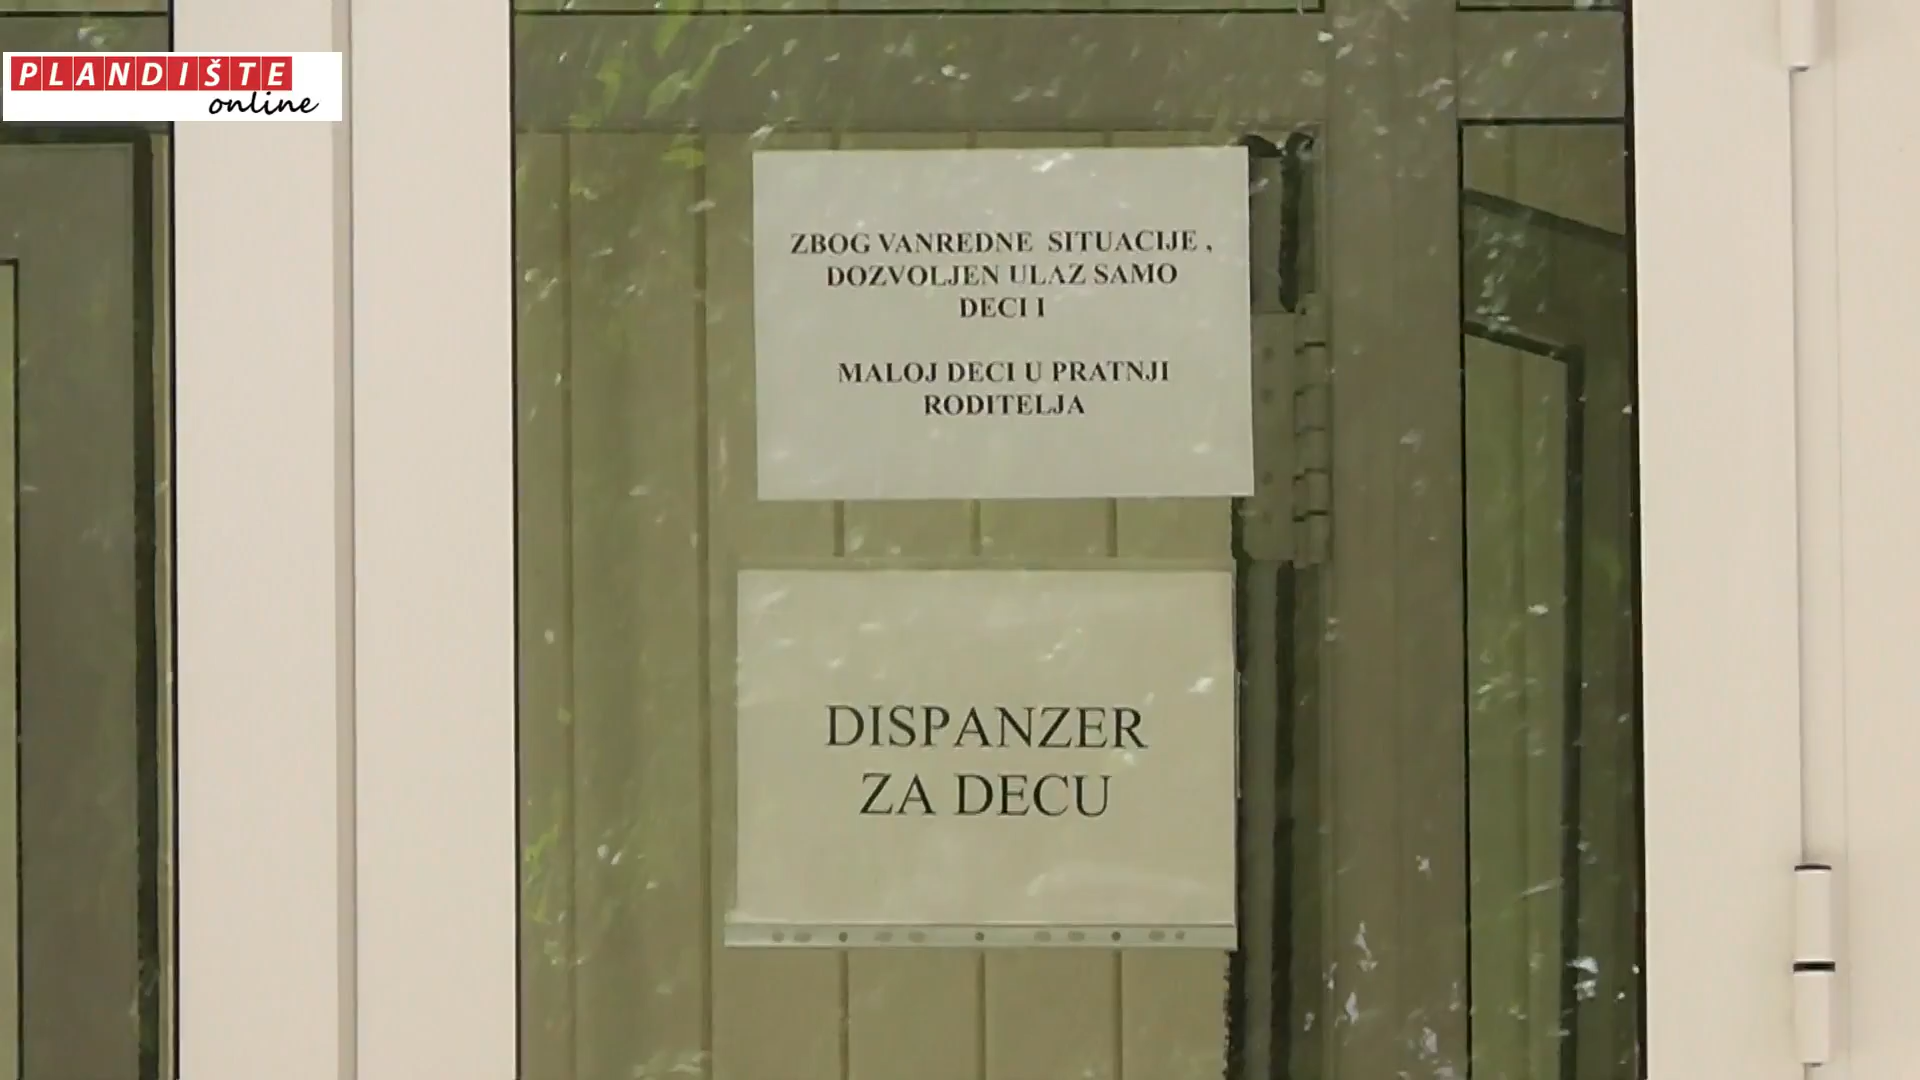 PLANDIŠTE
online
ZBOG VANREDNE SITUACIJE ,
DOZVOLJEN ULAZ SAMO
DECI I
MALOJ DECI U PRATNJI
RODITELJA
DISPANZER
ZA DECU